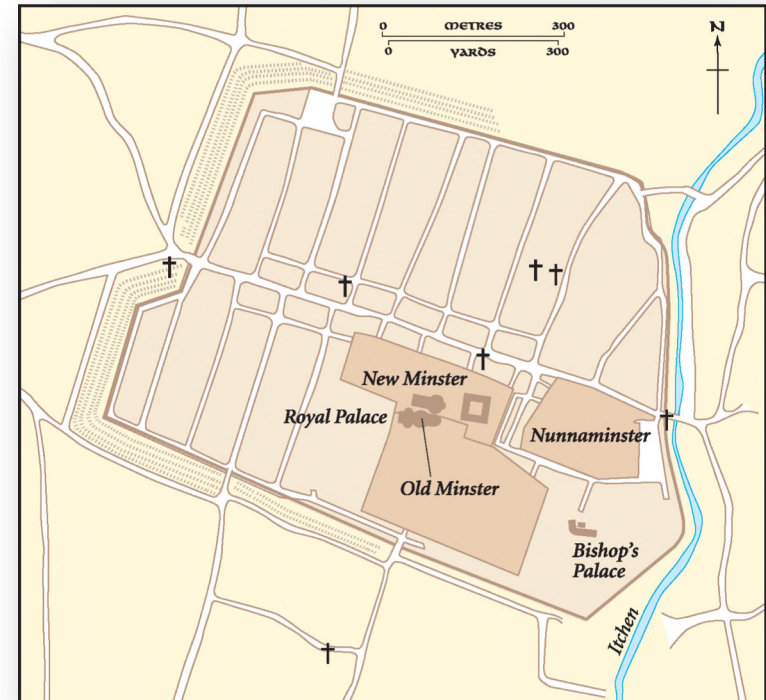 0 METRES 300
0 YARDS 300
N
New Minster
Royal Palace
Nunnaminster
Old Minster
Bishop's
Palace
Itchen